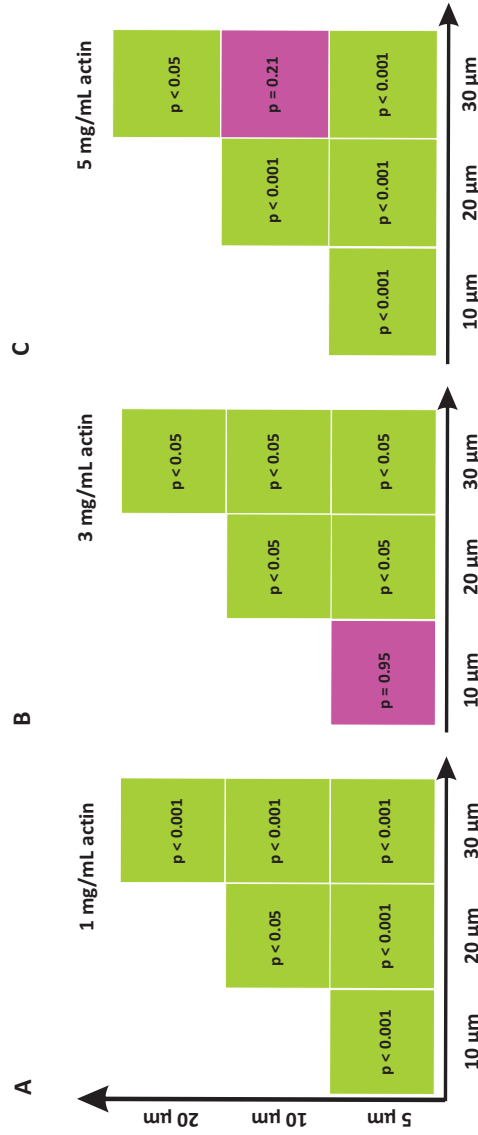 A
1 mg/mL actin
20 µm
10 µm
5 µm
p < 0.001
p < 0.05
p < 0.001
p < 0.001
p < 0.001
p < 0.001
10 µm
20 µm
30 µm
B
3 mg/mL actin
p < 0.05
p < 0.05
p < 0.05
p = 0.95
p < 0.05
p < 0.05
10 µm
20 µm
30 µm
C
5 mg/mL actin
p < 0.05
p < 0.001
p = 0.21
p < 0.001
p < 0.001
p < 0.001
10 µm
20 µm
30 µm